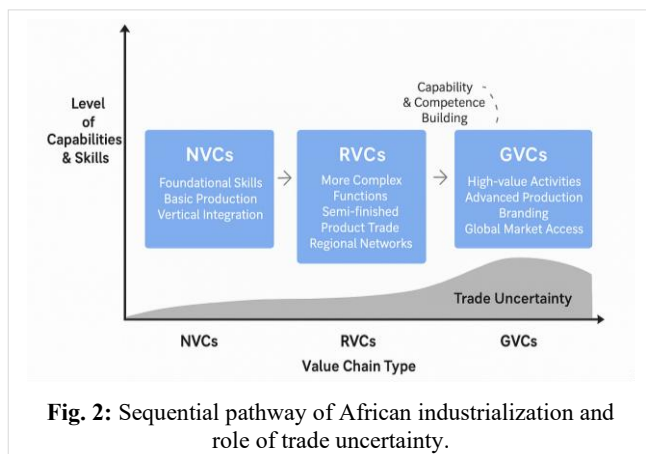 Level
of
Capabilities
& Skills
Capability
& Competence
Building
NVCs
Foundational Skills
Basic Production
Vertical Integration
RVCs
More Complex
Functions
Semi-finished
Product Trade
Regional Networks
GVCs
High-value Activities
Advanced Production
Branding
Global Market Access
Trade Uncertainty
NVCs
RVCs
GVCs
Value Chain Type
Fig. 2: Sequential pathway of African industrialization and
role of trade uncertainty.